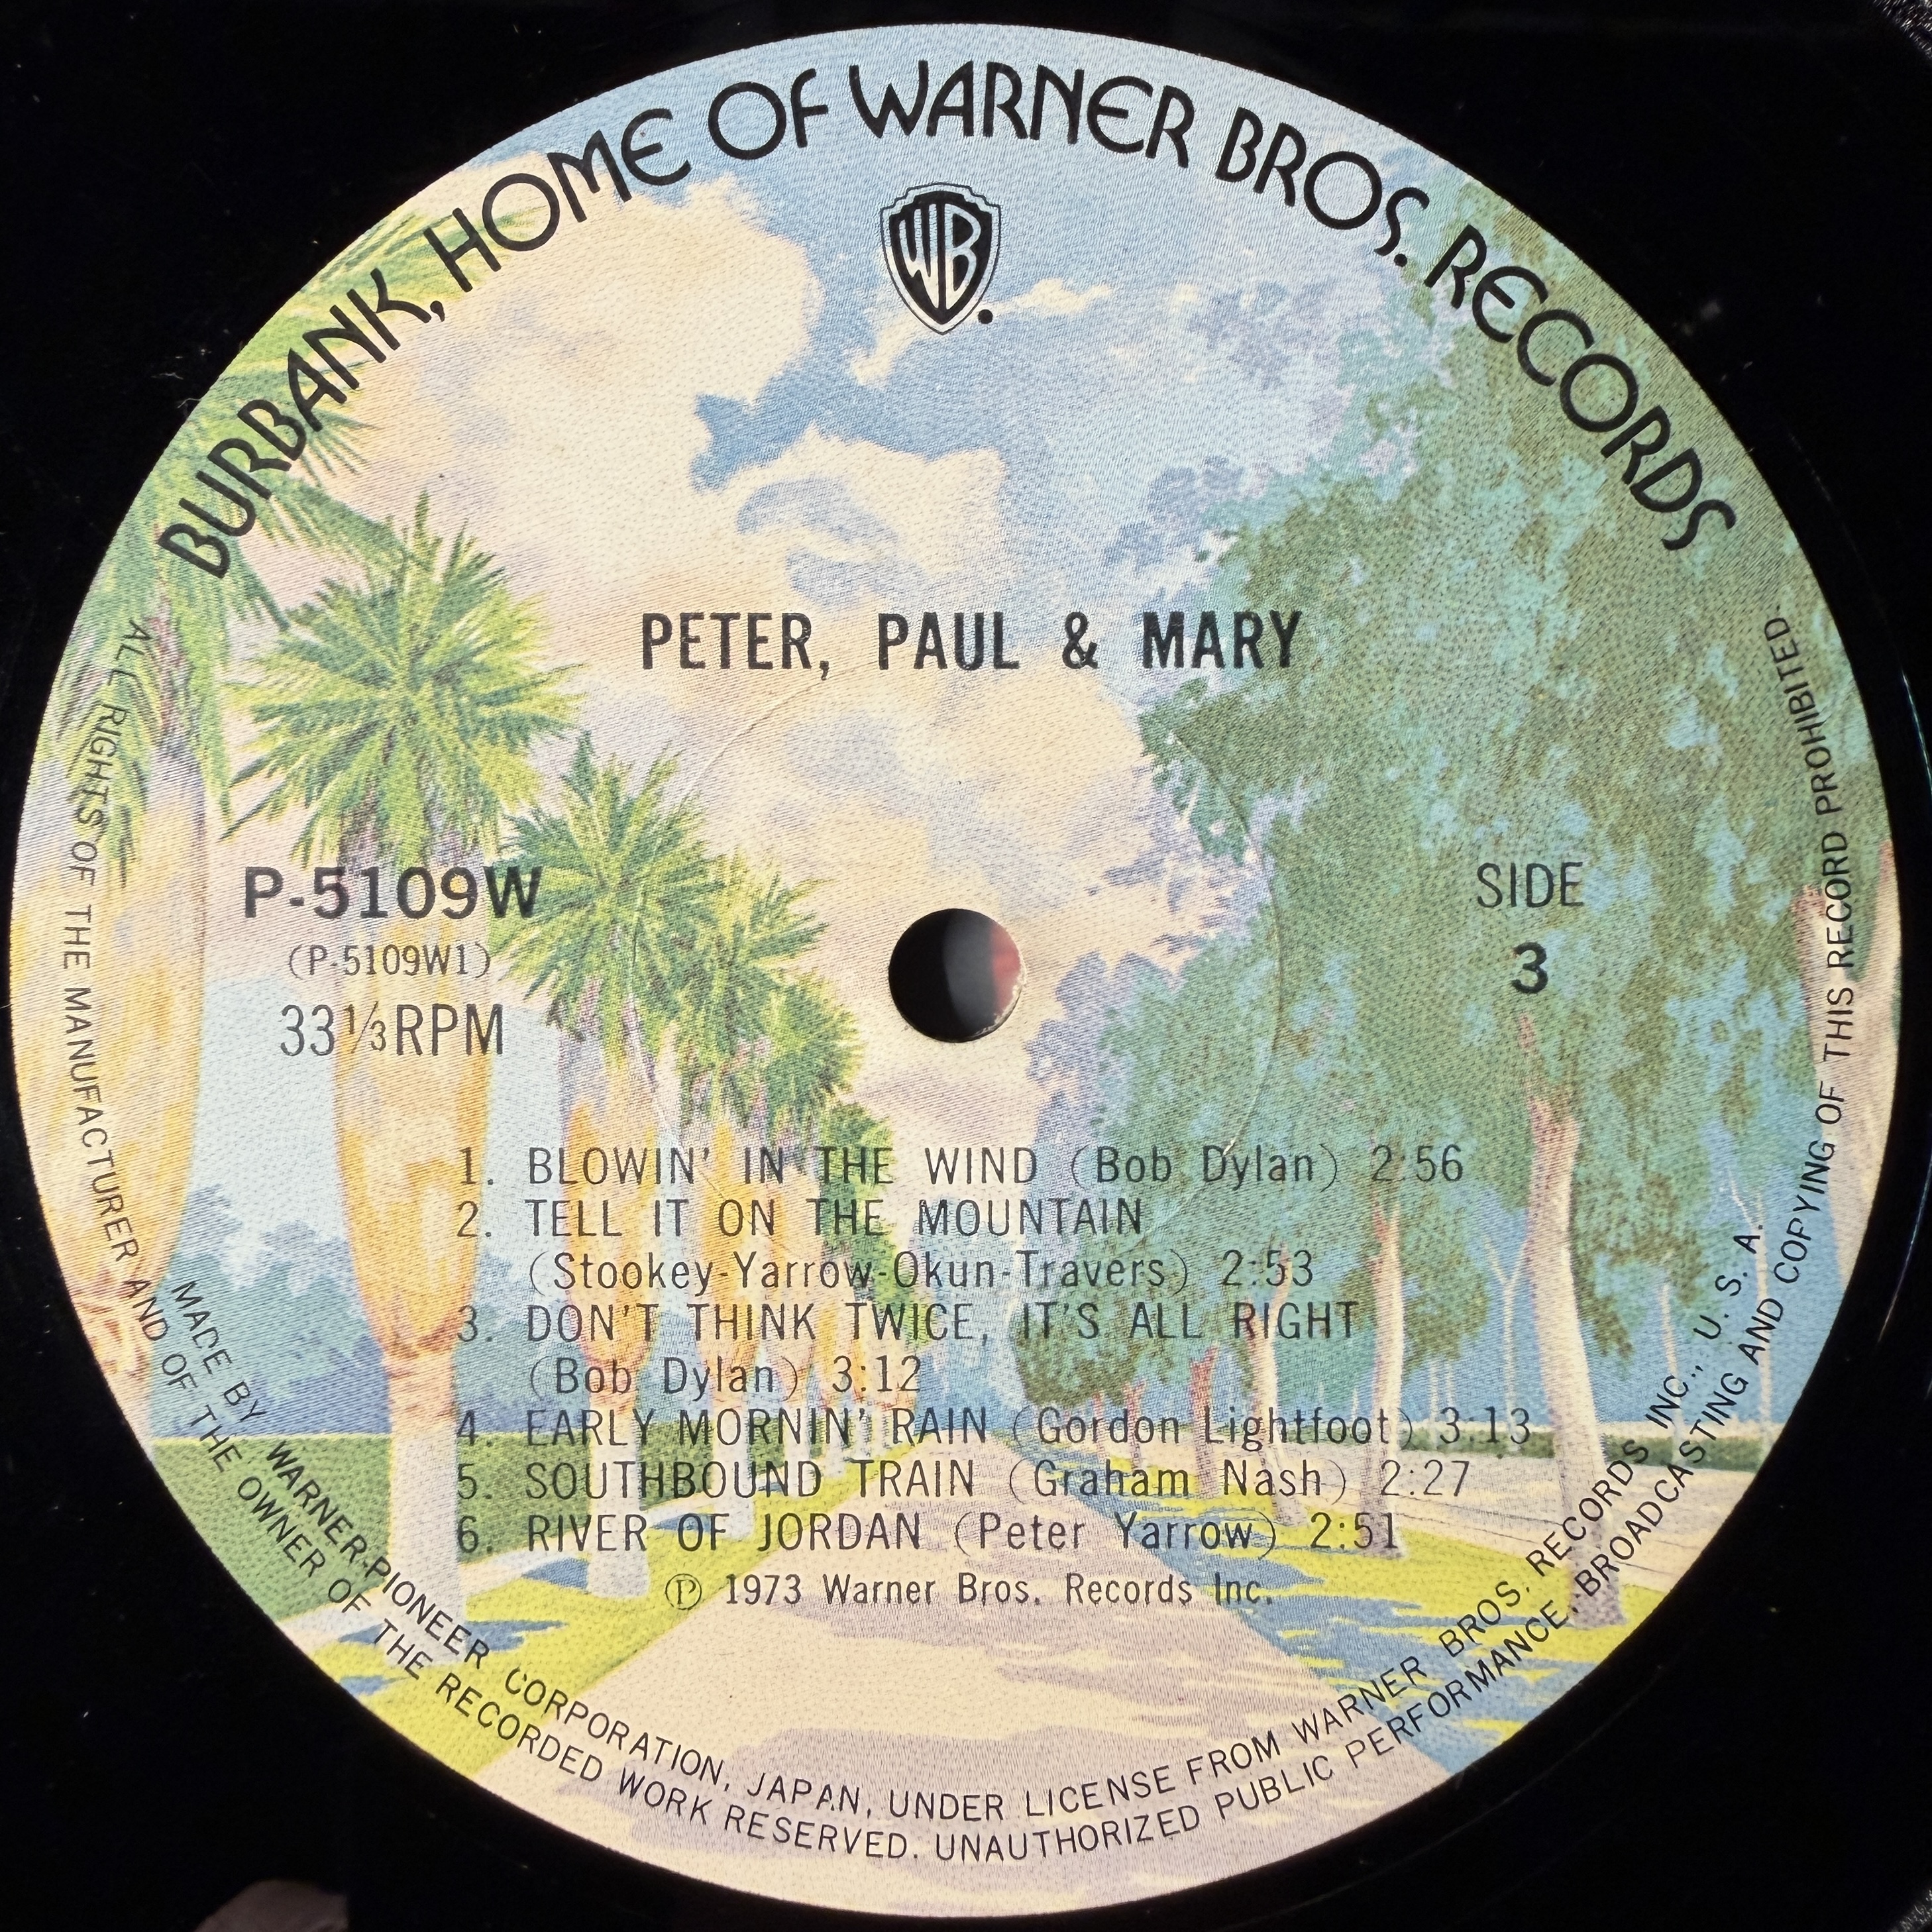 BURBANK, HOME OF WARNER BROS. RECORDS
WB
PETER, PAUL & MARY
P-5109W
(P-5109W1)
33⅓RPM
SIDE
3
1. BLOWIN' IN THE WIND (Bob Dylan) 2:56
2. TELL IT ON THE MOUNTAIN
(Stookey-Yarrow-Okun-Travers) 2:53
3. DON'T THINK TWICE, IT'S ALL RIGHT
(Bob Dylan) 3:12
4. EARLY MORNIN' RAIN (Gordon Lightfoot) 3:13
5. SOUTHBOUND TRAIN (Graham Nash) 2:27
6. RIVER OF JORDAN (Peter Yarrow) 2:51
Ⓟ 1973 Warner Bros. Records Inc.
MADE BY WARNER-PIONEER CORPORATION, JAPAN, UNDER LICENSE FROM WARNER BROS. RECORDS INC., U. S. A.
ALL RIGHTS OF THE MANUFACTURER AND OF THE OWNER OF THE RECORDED WORK RESERVED. UNAUTHORIZED PUBLIC PERFORMANCE, BROADCASTING AND COPYING OF THIS RECORD PROHIBITED.